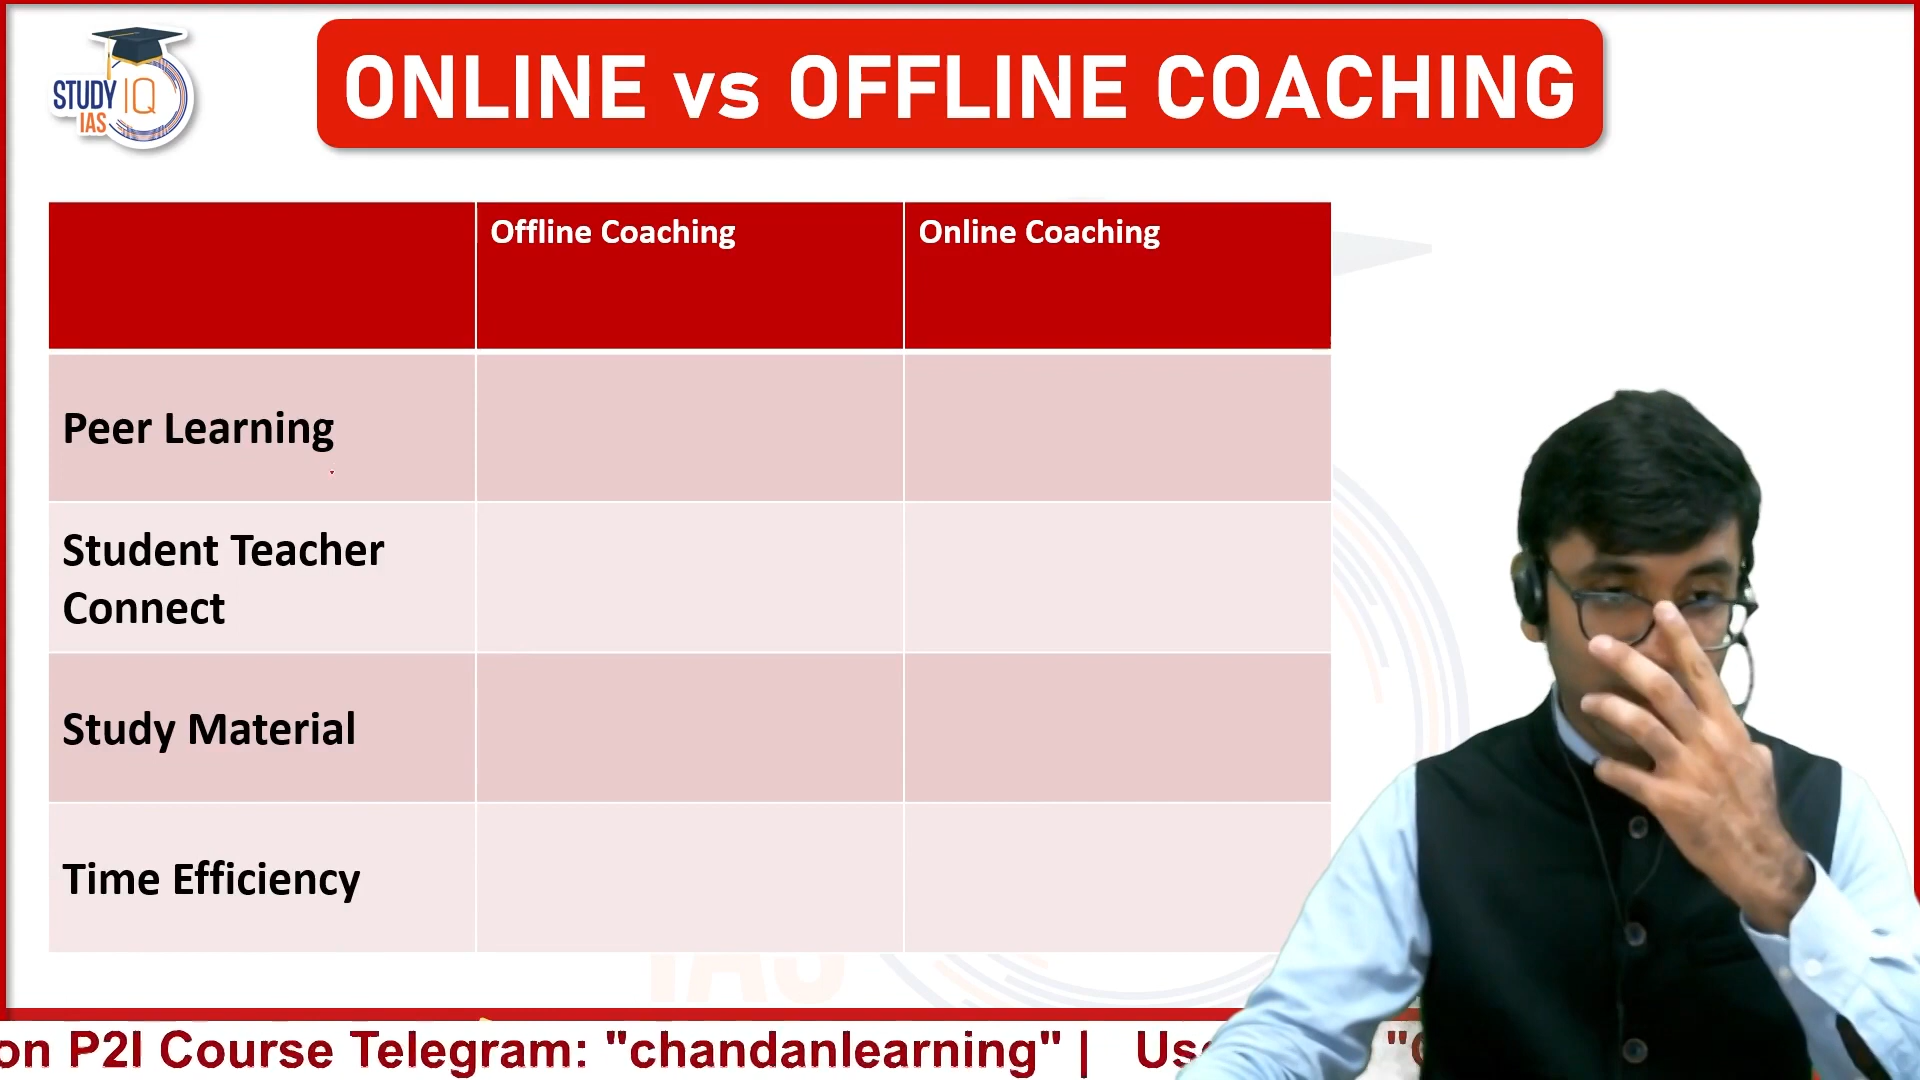 STUDY IQ
IAS
ONLINE vs OFFLINE COACHING
Offline Coaching
Online Coaching
Peer Learning
Student Teacher
Connect
Study Material
Time Efficiency
IAS
on P2I Course Telegram: "chandanlearning" |